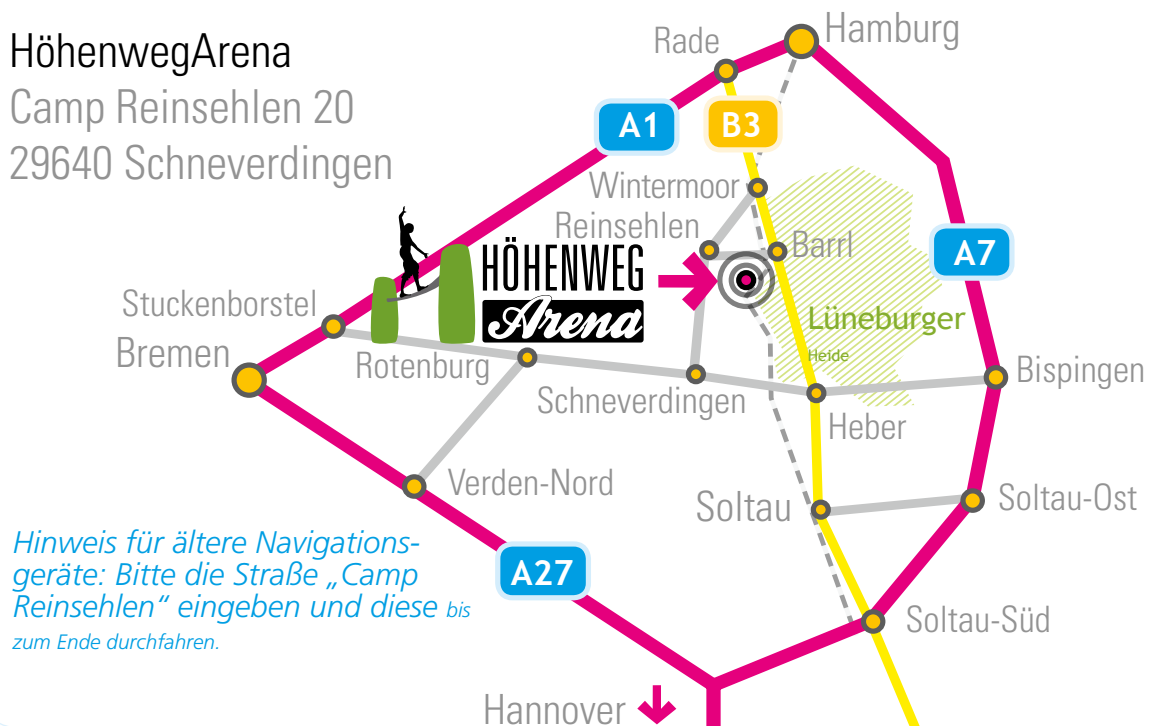 HöhenwegArena
Camp Reinsehlen 20
29640 Schneverdingen
Rade
Hamburg
A1
B3
Wintermoor
Reinsehlen
Barrl
A7
HÖHENWEG
Arena
Stuckenborstel
Bremen
Rotenburg
Lüneburger
Heide
Bispingen
Schneverdingen
Heber
Verden-Nord
Soltau
Soltau-Ost
Hinweis für ältere Navigations-
geräte: Bitte die Straße „Camp
Reinsehlen“ eingeben und diese bis
zum Ende durchfahren.
A27
Soltau-Süd
Hannover